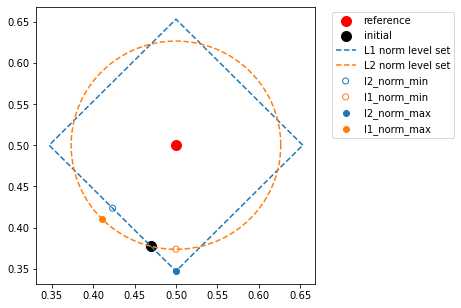 0.65
0.60
0.55
0.50
0.45
0.40
0.35
0.35 0.40 0.45 0.50 0.55 0.60 0.65
reference
initial
L1 norm level set
L2 norm level set
l2_norm_min
l1_norm_min
l2_norm_max
l1_norm_max